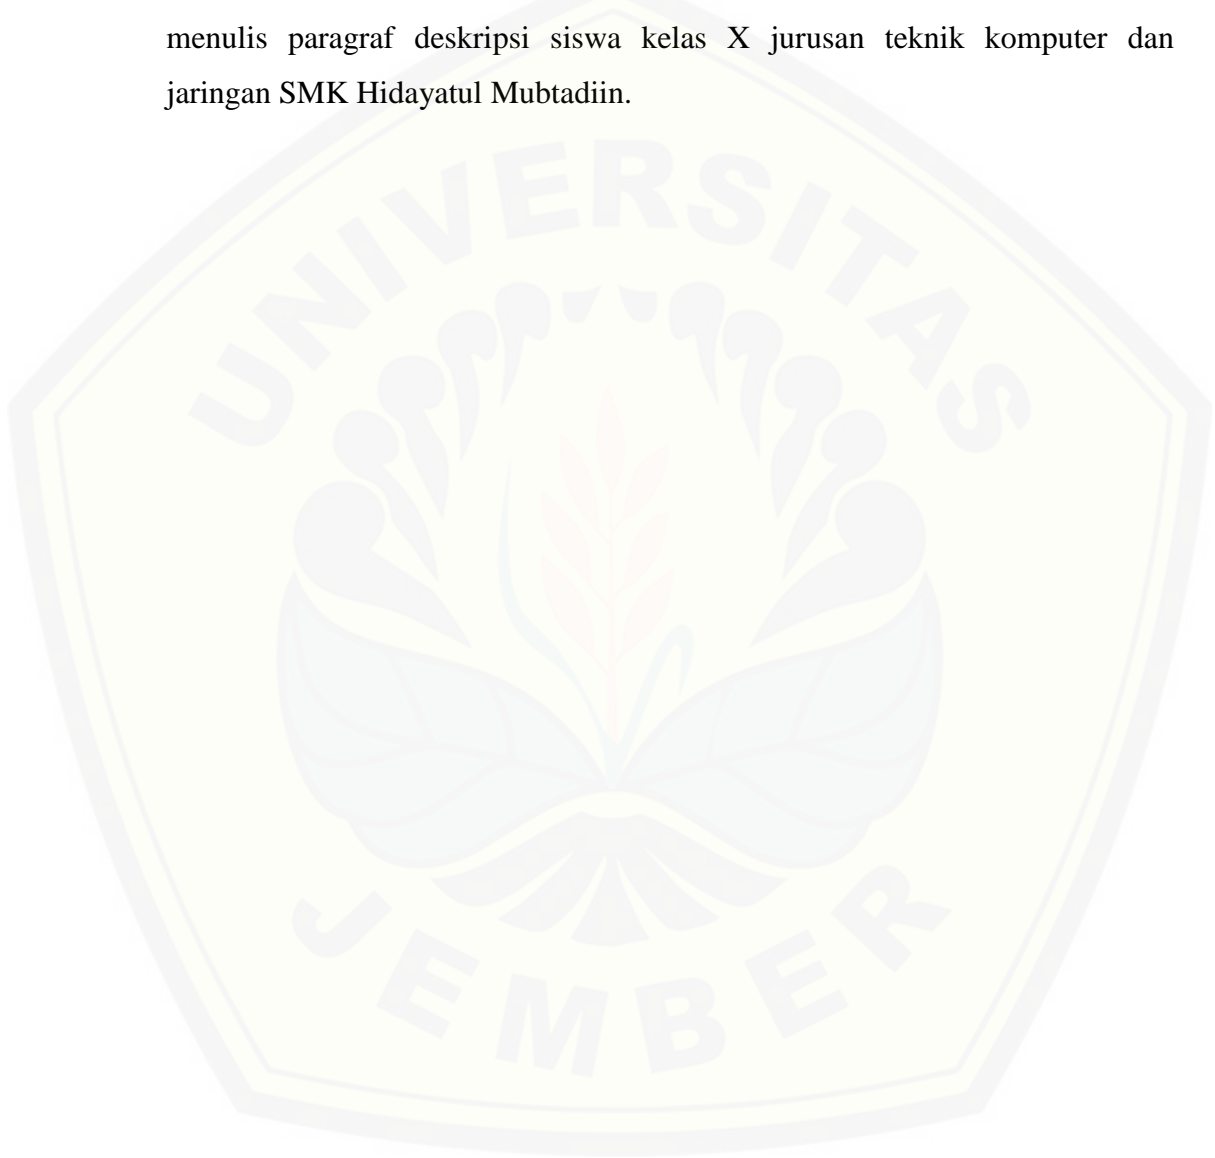 menulis paragraf deskripsi siswa kelas X jurusan teknik komputer dan
jaringan SMK Hidayatul Mubtadiin.
UNIVERSITAS
JEMBER